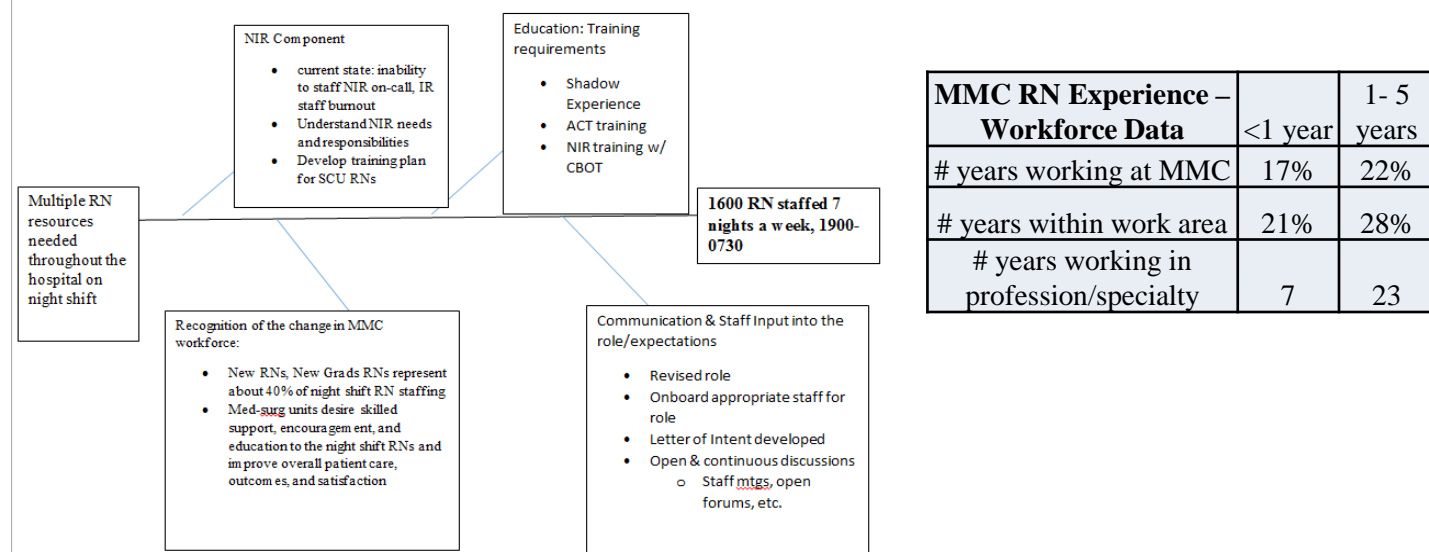 NIR Component
• current state: inability
to staff NIR on-call, IR
staff burnout
• Understand NIR needs
and responsibilities
• Develop training plan
for SCU RNs
Education: Training
requirements
• Shadow
Experience
• ACT training
• NIR training w/
CBOT
Multiple RN
resources
needed
throughout the
hospital on
night shift
1600 RN staffed 7
nights a week, 1900-
0730
Recognition of the change in MMC
workforce:
• New RNs, New Grads RNs represent
about 40% of night shift RN staffing
• Med-surg units desire skilled
support, encouragement, and
education to the night shift RNs and
improve overall patient care,
outcomes, and satisfaction
Communication & Staff Input into the
role/expectations
• Revised role
• Onboard appropriate staff for
role
• Letter of Intent developed
• Open & continuous discussions
o Staff mtgs, open
forums, etc.
MMC RN Experience –
Workforce Data
<1 year
1- 5
years
# years working at MMC 17% 22%
# years within work area 21% 28%
# years working in
profession/specialty
7 23